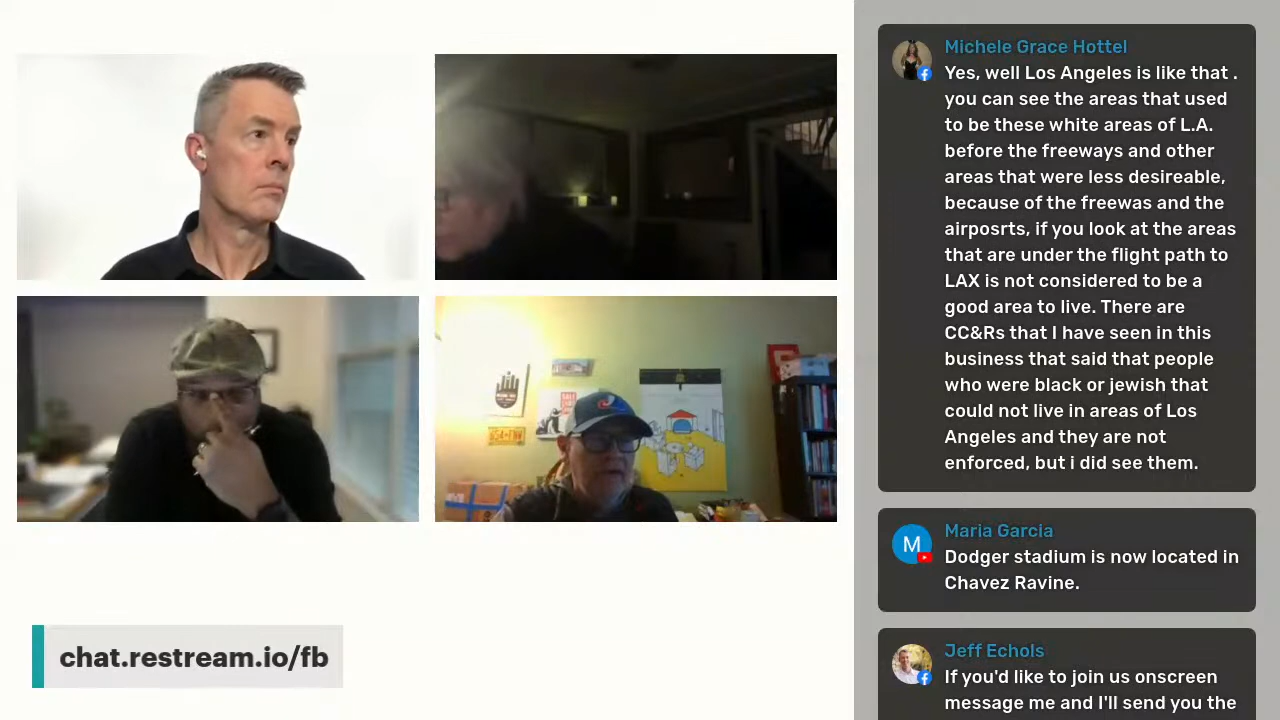 Michele Grace Hottel
Yes, well Los Angeles is like that .
you can see the areas that used
to be these white areas of L.A.
before the freeways and other
areas that were less desireable,
because of the freewas and the
airposrts, if you look at the areas
that are under the flight path to
LAX is not considered to be a
good area to live. There are
CC&Rs that I have seen in this
business that said that people
who were black or jewish that
could not live in areas of Los
Angeles and they are not
enforced, but i did see them.
M
Maria Garcia
Dodger stadium is now located in
Chavez Ravine.
Jeff Echols
If you'd like to join us onscreen
message me and I'll send you the
chat.restream.io/fb